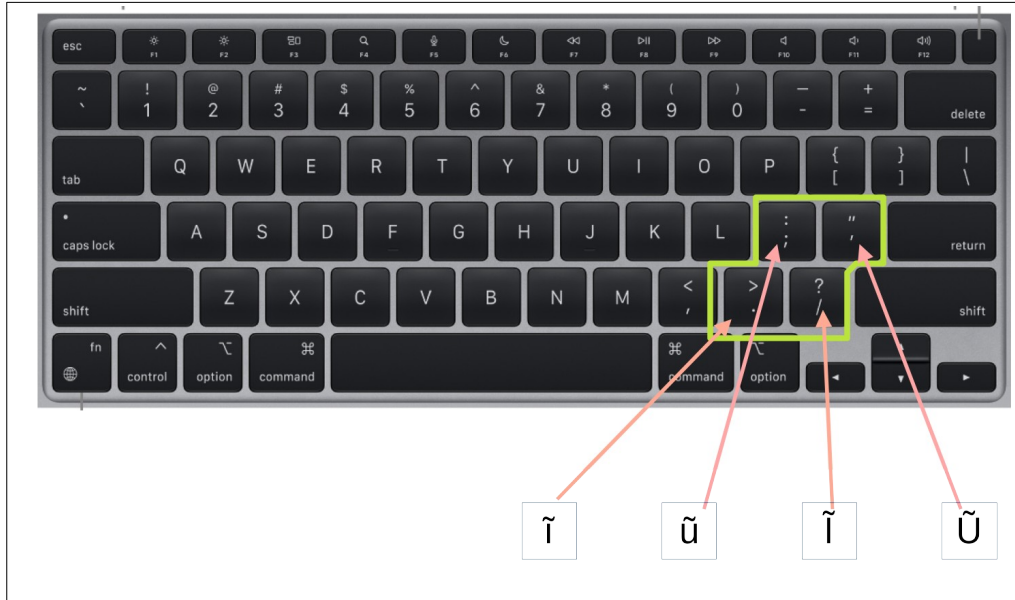 esc F1 F2 F3 F4 F5 F6 F7 F8 F9 F10 F11 F12
~ ! @ # $ % ^ & * ( ) — +
` 1 2 3 4 5 6 7 8 9 0 - = delete
tab Q W E R T Y U I O P { [ } ] | \
caps lock A S D F G H J K L : ; " ' return
shift Z X C V B N M < , > . ? / shift
fn control option command command option
ĩ ũ Ĩ Ũ